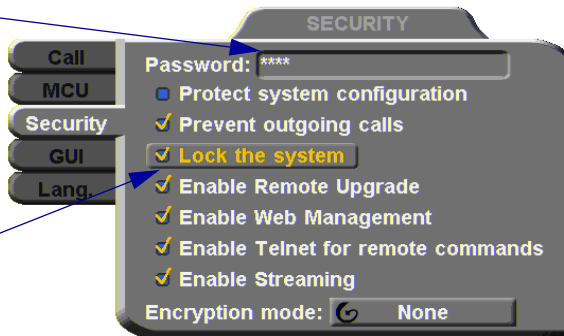 SECURITY
Call
MCU
Security
GUI
Lang.
Password: ****
Protect system configuration
Prevent outgoing calls
Lock the system
Enable Remote Upgrade
Enable Web Management
Enable Telnet for remote commands
Enable Streaming
Encryption mode: None